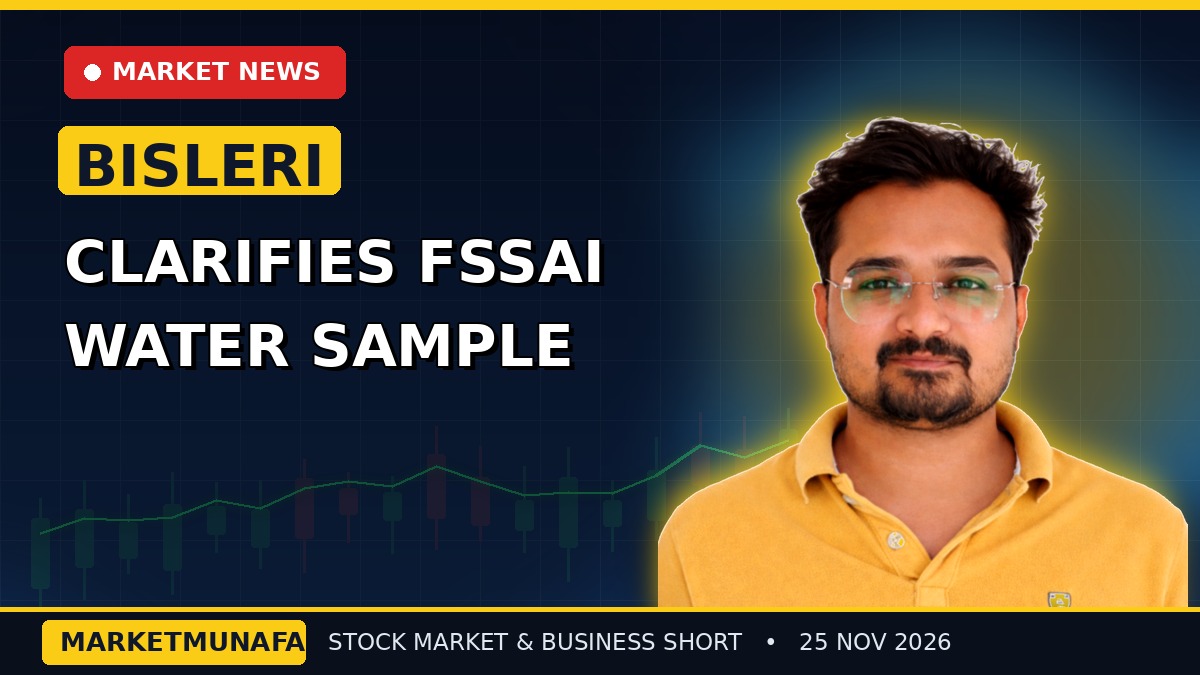 MARKET NEWS
BISLERI
CLARIFIES FSSAI
WATER SAMPLE
MARKETMUNAFA STOCK MARKET & BUSINESS SHORT • 25 NOV 2026